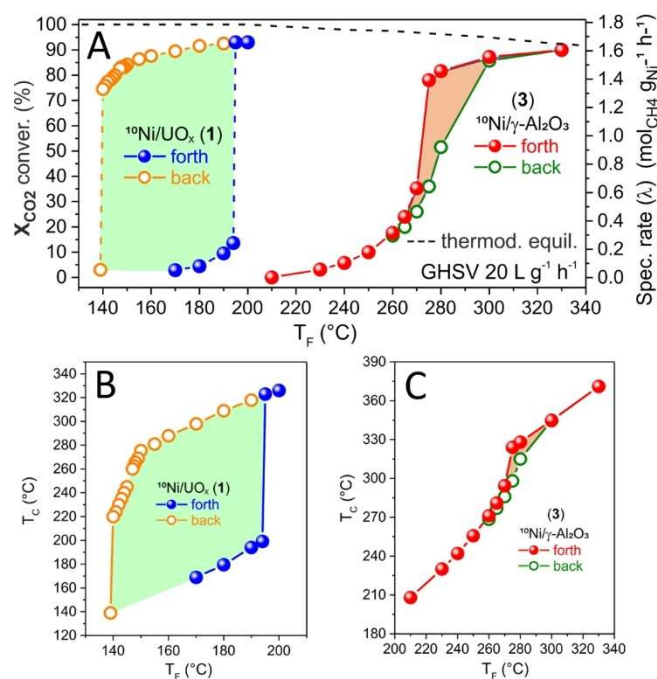 A
X_CO2 conver. (%)
100
90
80
70
60
50
40
30
20
10
0
¹⁰Ni/UOₓ (1)
forth
back
(3)
¹⁰Ni/γ-Al₂O₃
forth
back
thermod. equil.
GHSV 20 L g⁻¹ h⁻¹
1.8
1.6
1.4
1.2
1.0
0.8
0.6
0.4
0.2
0.0
Spec. rate (λ) (mol_CH4 g_Ni⁻¹ h⁻¹)
140 160 180 200 220 240 260 280 300 320 340
T_F (°C)
B
T_C (°C)
360
340
320
300
280
260
240
220
200
180
160
140
120
¹⁰Ni/UOₓ (1)
forth
back
140 160 180 200
T_F (°C)
C
T_C (°C)
390
360
330
300
270
240
210
180
(3)
¹⁰Ni/γ-Al₂O₃
forth
back
200 220 240 260 280 300 320 340
T_F (°C)